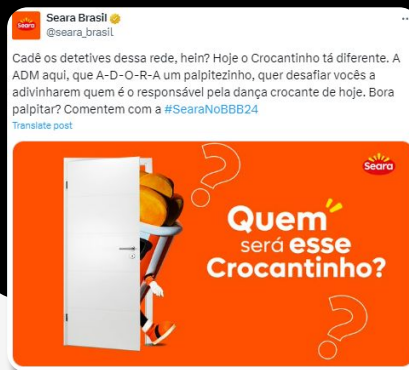 Seara Brasil
@seara_brasil
Cadê os detetives dessa rede, hein? Hoje o Crocantinho tá diferente. A
ADM aqui, que A-D-O-R-A um palpitezinho, quer desafiar vocês a
adivinharem quem é o responsável pela dança crocante de hoje. Bora
palpitar? Comentem com a #SearaNoBBB24
Translate post
Seara
Quem
será esse
Crocantinho?